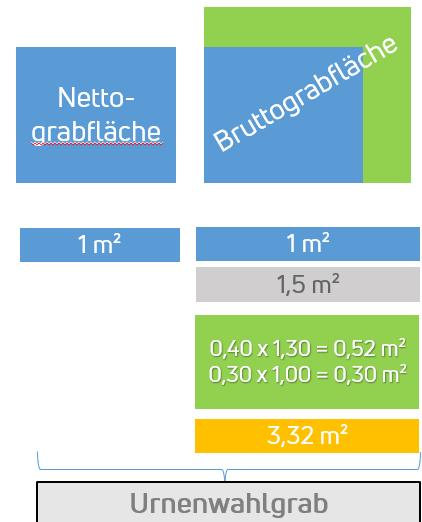 Netto-
grabfläche
Bruttograbfläche
1 m²
1 m²
1,5 m²
0,40 x 1,30 = 0,52 m²
0,30 x 1,00 = 0,30 m²
3,32 m²
Urnenwahlgrab